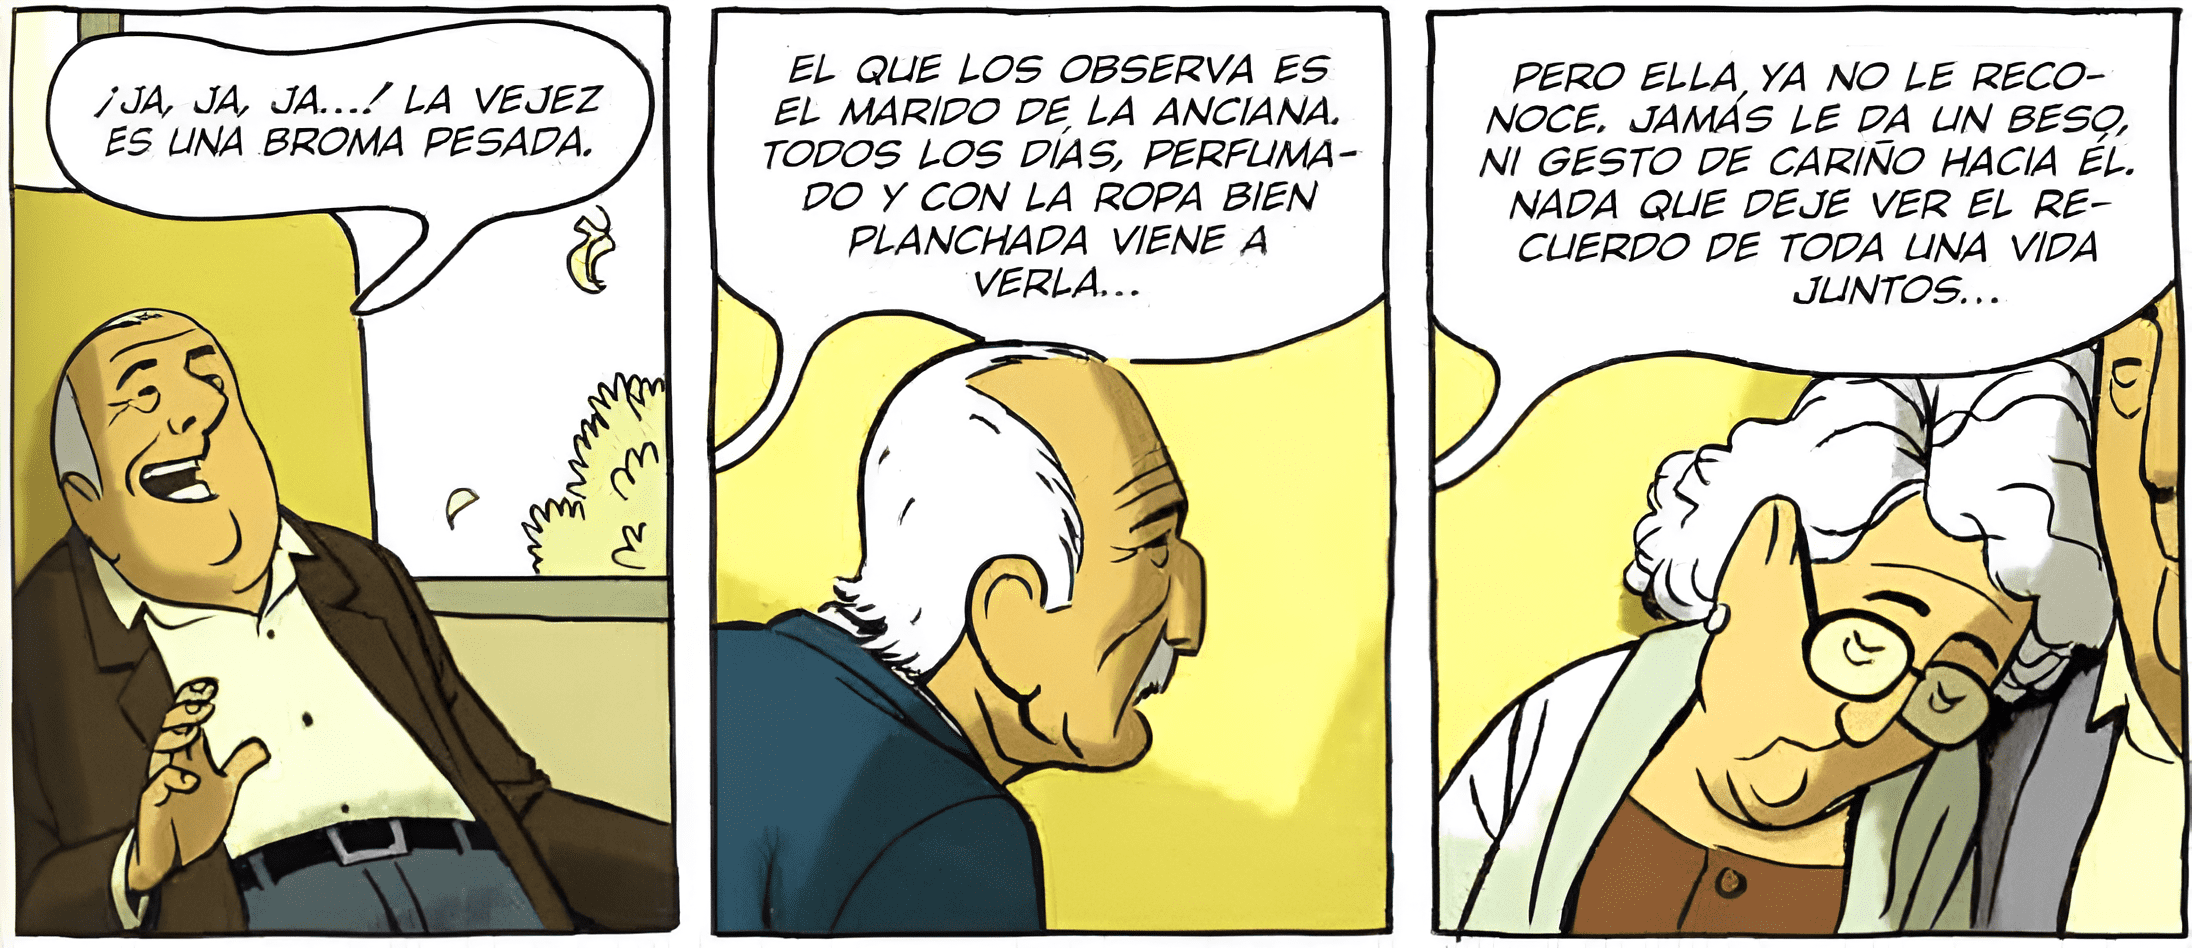 ¡JA, JA, JA...! LA VEJEZ
ES UNA BROMA PESADA.
EL QUE LOS OBSERVA ES
EL MARIDO DE LA ANCIANA.
TODOS LOS DÍAS, PERFUMA-
DO Y CON LA ROPA BIEN
PLANCHADA VIENE A
VERLA...
PERO ELLA YA NO LE RECO-
NOCE. JAMÁS LE DA UN BESO,
NI GESTO DE CARIÑO HACIA ÉL.
NADA QUE DEJE VER EL RE-
CUERDO DE TODA UNA VIDA
JUNTOS...